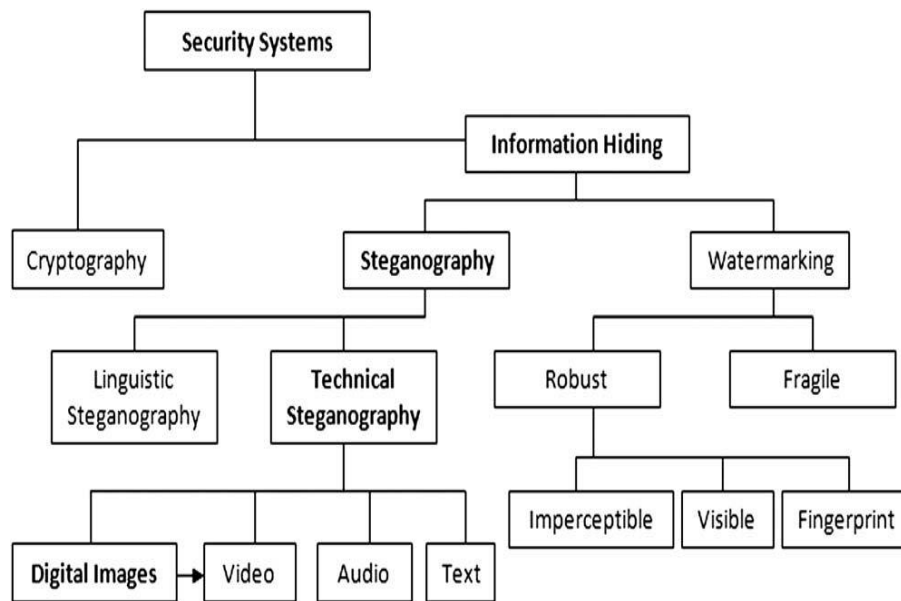 Security Systems
Information Hiding
Cryptography
Steganography
Watermarking
Linguistic
Steganography
Technical
Steganography
Robust
Fragile
Imperceptible
Visible
Fingerprint
Digital Images
Video
Audio
Text